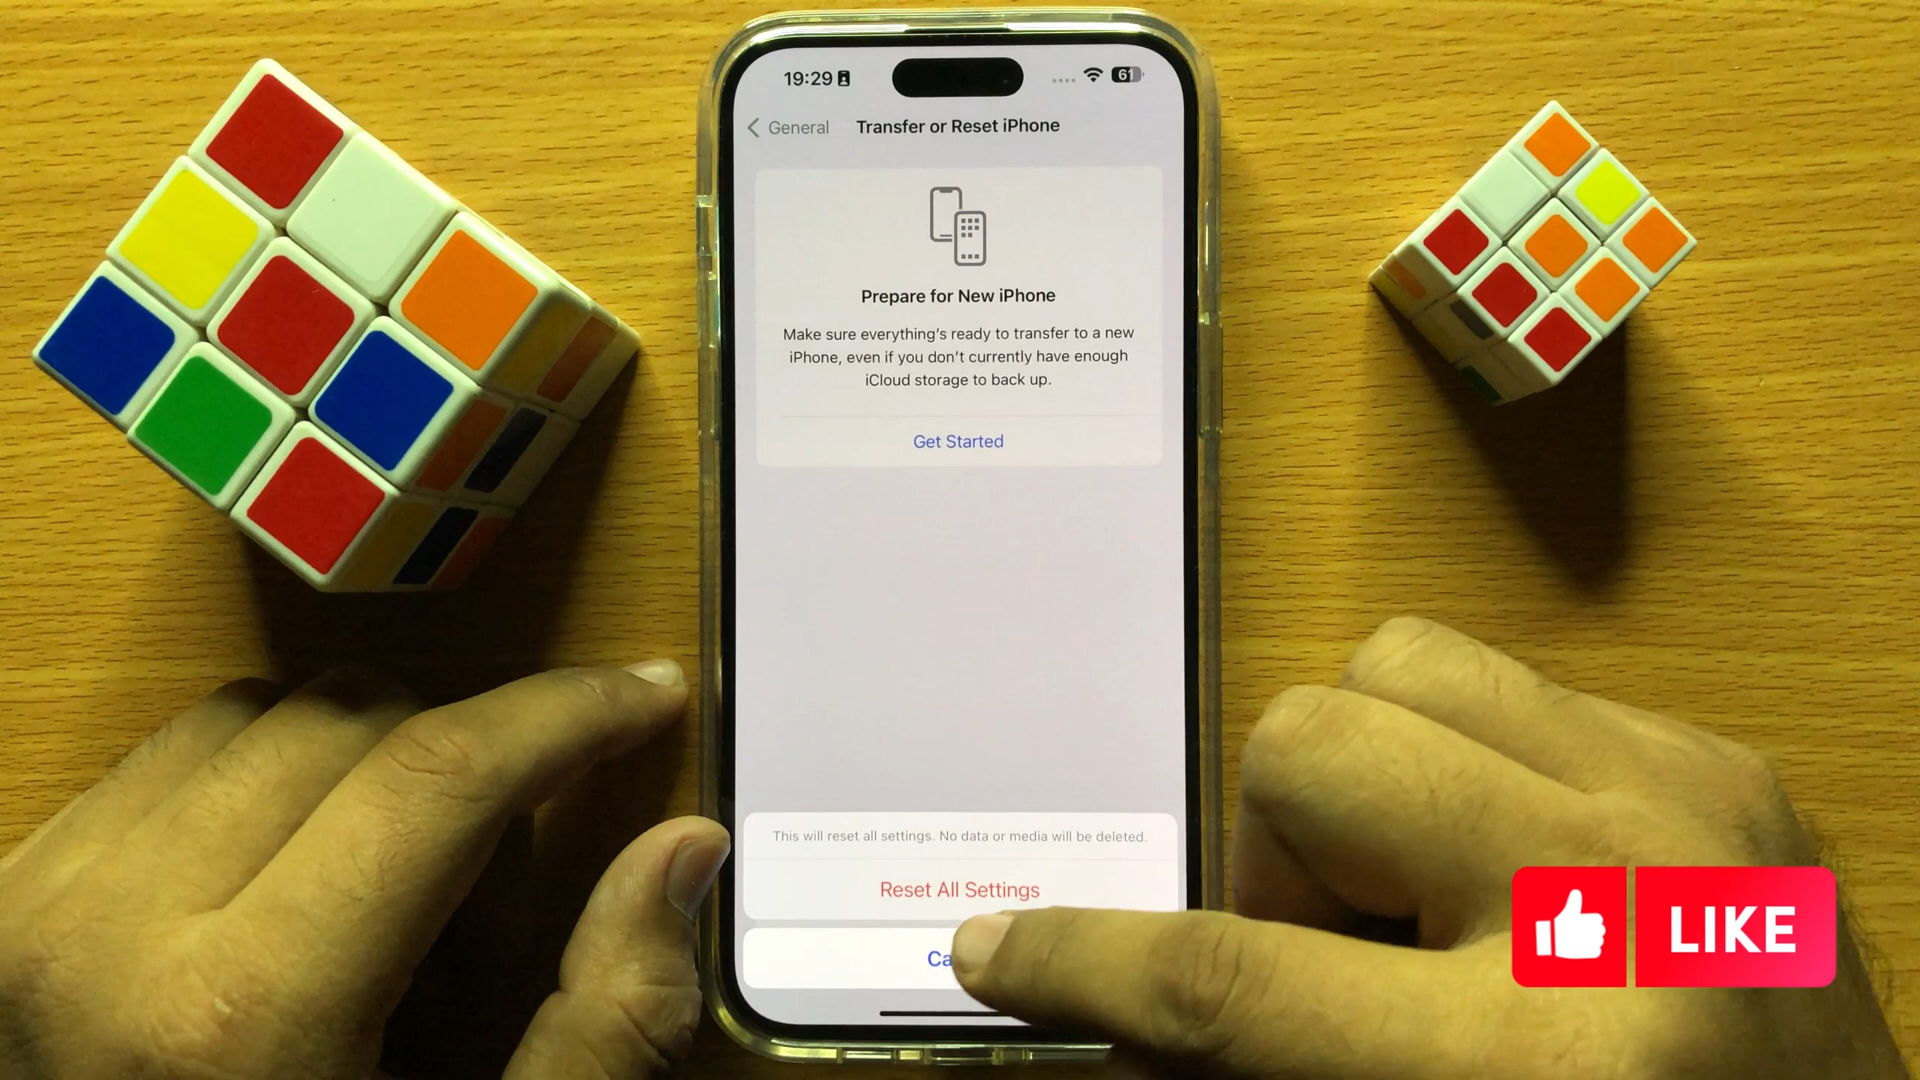 19:29
61
General
Transfer or Reset iPhone
Prepare for New iPhone
Make sure everything's ready to transfer to a new
iPhone, even if you don't currently have enough
iCloud storage to back up.
Get Started
This will reset all settings. No data or media will be deleted.
Reset All Settings
Ca
LIKE